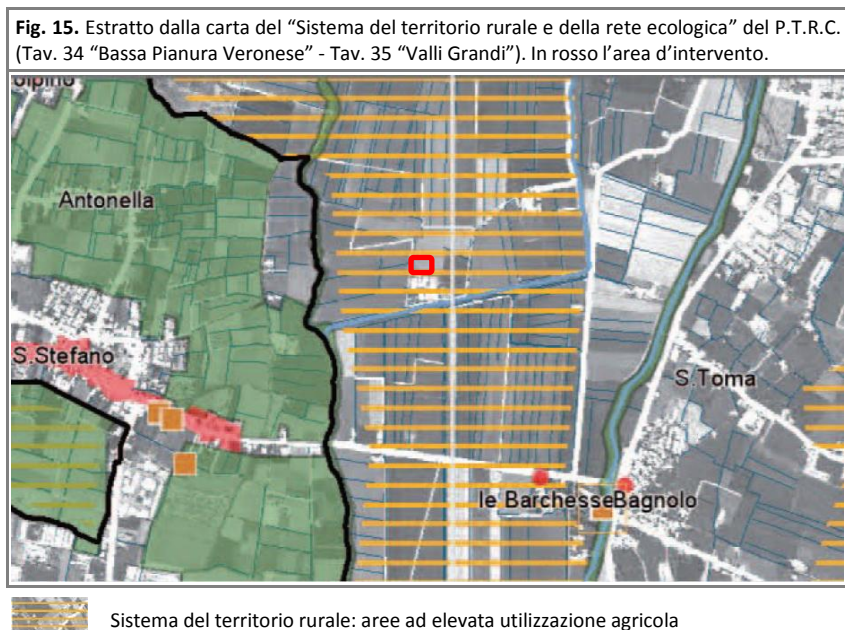 Fig. 15. Estratto dalla carta del “Sistema del territorio rurale e della rete ecologica” del P.T.R.C.
(Tav. 34 “Bassa Pianura Veronese” - Tav. 35 “Valli Grandi”). In rosso l’area d’intervento.
Antonella
S.Stefano
S.Toma
le Barchesse
Bagnolo
Sistema del territorio rurale: aree ad elevata utilizzazione agricola